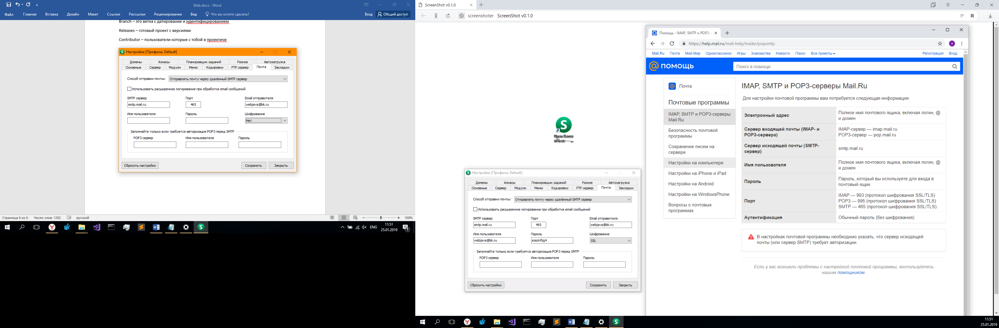 Web.docx - Word
Файл Главная Вставка Дизайн Макет Ссылки Рассылки Рецензирование Вид Что вы хотите сделать? Вход Общий доступ
Branch – это ветка с датирование и идентифицированием
Releases – готовый проект с версиями
Contributor – пользователи которые с тобой в проектиче
Настройки [Профиль: Default]
Домены Алиасы Планировщик заданий Разное Автозагрузка
Основные Сервер Модули Меню Кодировки FTP сервер Почта Закладки
Способ отправки почты: Отправлять почту через удалённый SMTP сервер
Использовать расширенное логирование при обработке email сообщений
SMTP сервер Порт Email отправителя
smtp.mail.ru 465 webjava@bk.ru
Имя пользователя Пароль Шифрование
Нет
Заполняйте только если требуется авторизация POP3 перед SMTP
POP3 сервер Имя пользователя Пароль
Сбросить настройки Сохранить Закрыть
Страница 6 из 6 Число слов: 1202 русский 100%
ENG 11:51
25.01.2019
1
ScreenShot v0.1.0
screenshoter ScreenShot v0.1.0
Open Server
x64.exe — ...
Настройки [Профиль: Default]
Домены Алиасы Планировщик заданий Разное Автозагрузка
Основные Сервер Модули Меню Кодировки FTP сервер Почта Закладки
Способ отправки почты: Отправлять почту через удалённый SMTP сервер
Использовать расширенное логирование при обработке email сообщений
SMTP сервер Порт Email отправителя
smtp.mail.ru 465 webjava@bk.ru
Имя пользователя Пароль Шифрование
webjava@bk.ru ezeznfzg4 SSL
Заполняйте только если требуется авторизация POP3 перед SMTP
POP3 сервер Имя пользователя Пароль
Сбросить настройки Сохранить Закрыть
Помощь - IMAP, SMTP и POP3-
https://help.mail.ru/mail-help/mailer/popsmtp
Mail.Ru Почта Мой Мир Одноклассники Игры Знакомства Новости Поиск Все проекты Регистрация Вход
ПОМОЩЬ Поиск в помощи
Почта
Почтовые программы
IMAP, SMTP и POP3-серверы
Mail.Ru
Безопасность почтовой
программы
Сохранение писем на
сервере
Настройки на компьютере
Настройки на iPhone и iPad
Настройки на Android
Настройки на WindowsPhone
Вопросы о почтовых
программах
IMAP, SMTP и POP3-серверы Mail.Ru
Для настройки почтовой программы вам потребуется следующая информация:
Электронный адрес Полное имя почтового ящика, включая логин, @
и домен
Сервер входящей почты (IMAP- и
POP3-сервера)
IMAP-сервер — imap.mail.ru
POP3-сервер — pop.mail.ru
Сервер исходящей почты (SMTP-
сервер)
smtp.mail.ru
Имя пользователя Полное имя почтового ящика, включая логин, @
и домен
Пароль Пароль, который вы используете для входа в
почтовый ящик
Порт
IMAP — 993 (протокол шифрования SSL/TLS)
POP3 — 995 (протокол шифрования SSL/TLS)
SMTP — 465 (протокол шифрования SSL/TLS)
Аутентификация Обычный пароль (без шифрования)
В настройках почтовой программы необходимо указать, что сервер исходящей
почты (или сервер SMTP) требует авторизации.
Если у вас возникли проблемы с настройкой почтовой программы, воспользуйтесь
нашим помощником.
11:51
25.01.2019